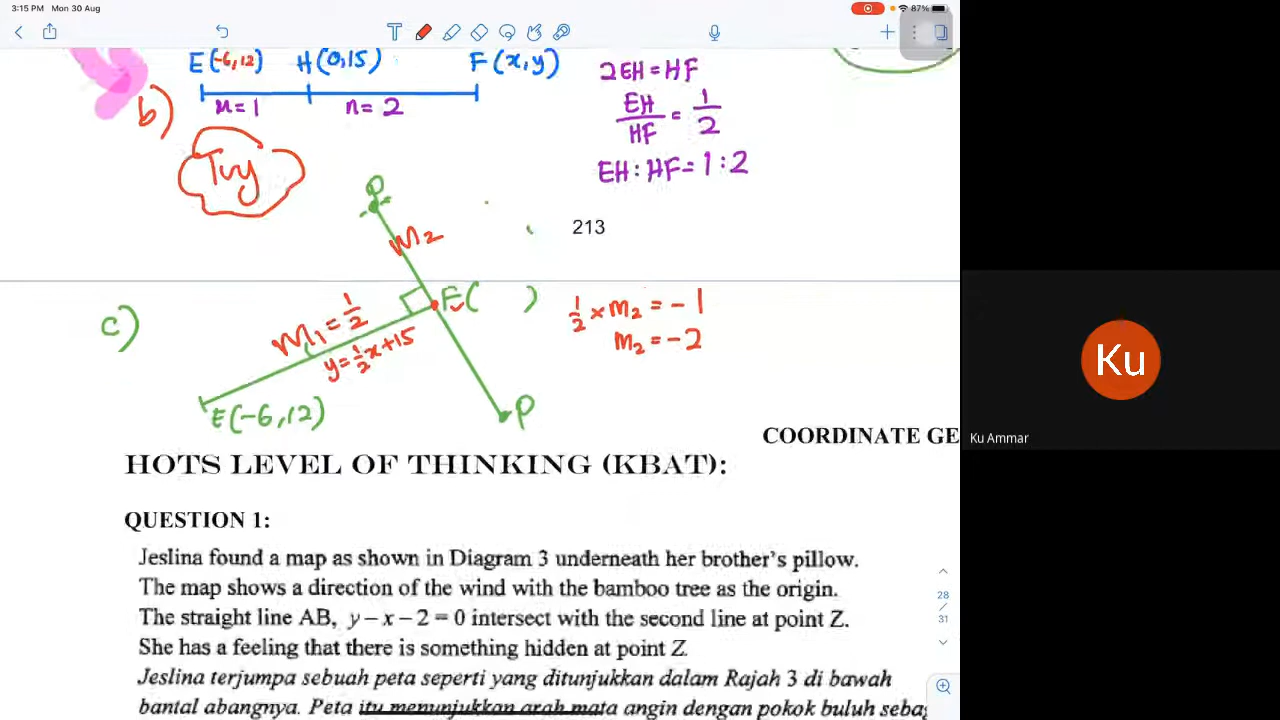 3:15 PM Mon 30 Aug
87%
E(-6,12) H(0,15) F(x,y)
m=1 n=2
2EH=HF
EH/HF = 1/2
EH:HF=1:2
b)
Try
P
m2
213
c)
m1=1/2
y=1/2x+15
F( )
1/2 × m2 = -1
m2 = -2
E(-6,12)
P
COORDINATE GE
HOTS LEVEL OF THINKING (KBAT):
QUESTION 1:
Jeslina found a map as shown in Diagram 3 underneath her brother's pillow.
The map shows a direction of the wind with the bamboo tree as the origin.
The straight line AB, y – x – 2 = 0 intersect with the second line at point Z.
She has a feeling that there is something hidden at point Z.
Jeslina terjumpa sebuah peta seperti yang ditunjukkan dalam Rajah 3 di bawah
bantal abangnya. Peta itu menunjukkan arah mata angin dengan pokok buluh sebag
28
/
31
Ku
Ku Ammar